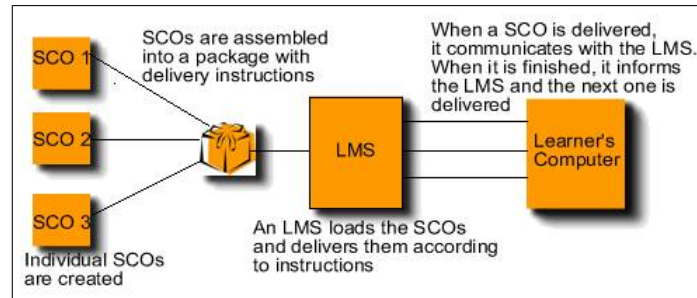 SCO 1
SCO 2
SCO 3
Individual SCOs
are created
SCOs are assembled
into a package with
delivery instructions
LMS
An LMS loads the SCOs
and delivers them according
to instructions
When a SCO is delivered,
it communicates with the LMS.
When it is finished, it informs
the LMS and the next one is
delivered
Learner's
Computer